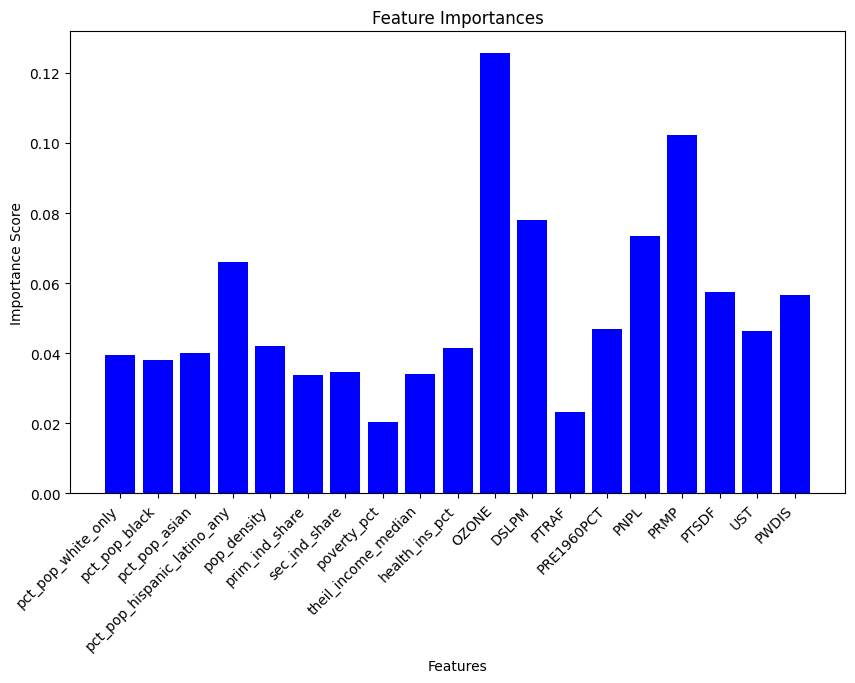 Feature Importances
Importance Score
0.12
0.10
0.08
0.06
0.04
0.02
0.00
pct_pop_white_only
pct_pop_black
pct_pop_asian
pct_pop_hispanic_latino_any
pop_density
prim_ind_share
sec_ind_share
poverty_pct
theil_income_median
health_ins_pct
OZONE
DSLPM
PTRAF
PRE1960PCT
PNPL
PRMP
PTSDF
UST
PWDIS
Features